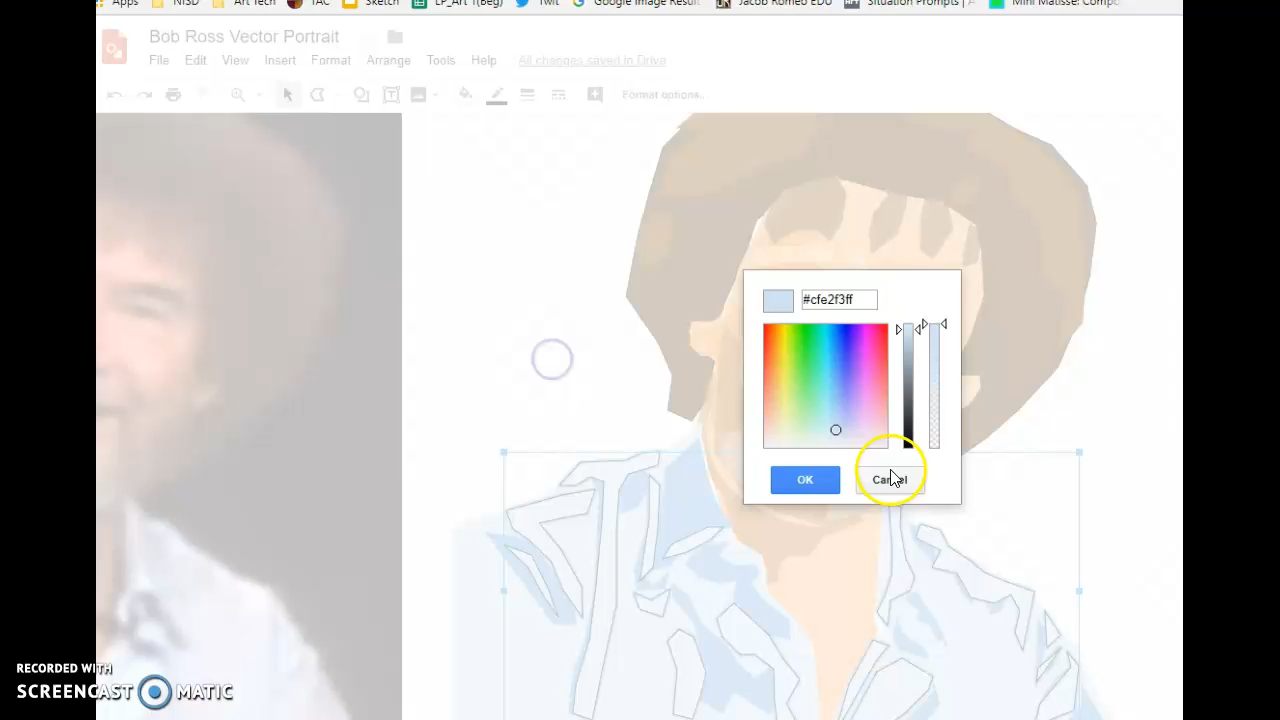 Apps NISD Art Tech TAC Sketch LP_Art 1(Beg) Twit Google Image Result Jacob Romeo EDU Situation Prompts | A Mini Matisse: Compo
Bob Ross Vector Portrait
File Edit View Insert Format Arrange Tools Help All changes saved in Drive
Format options..
#cfe2f3ff
OK Cancel
RECORDED WITH
SCREENCAST MATIC